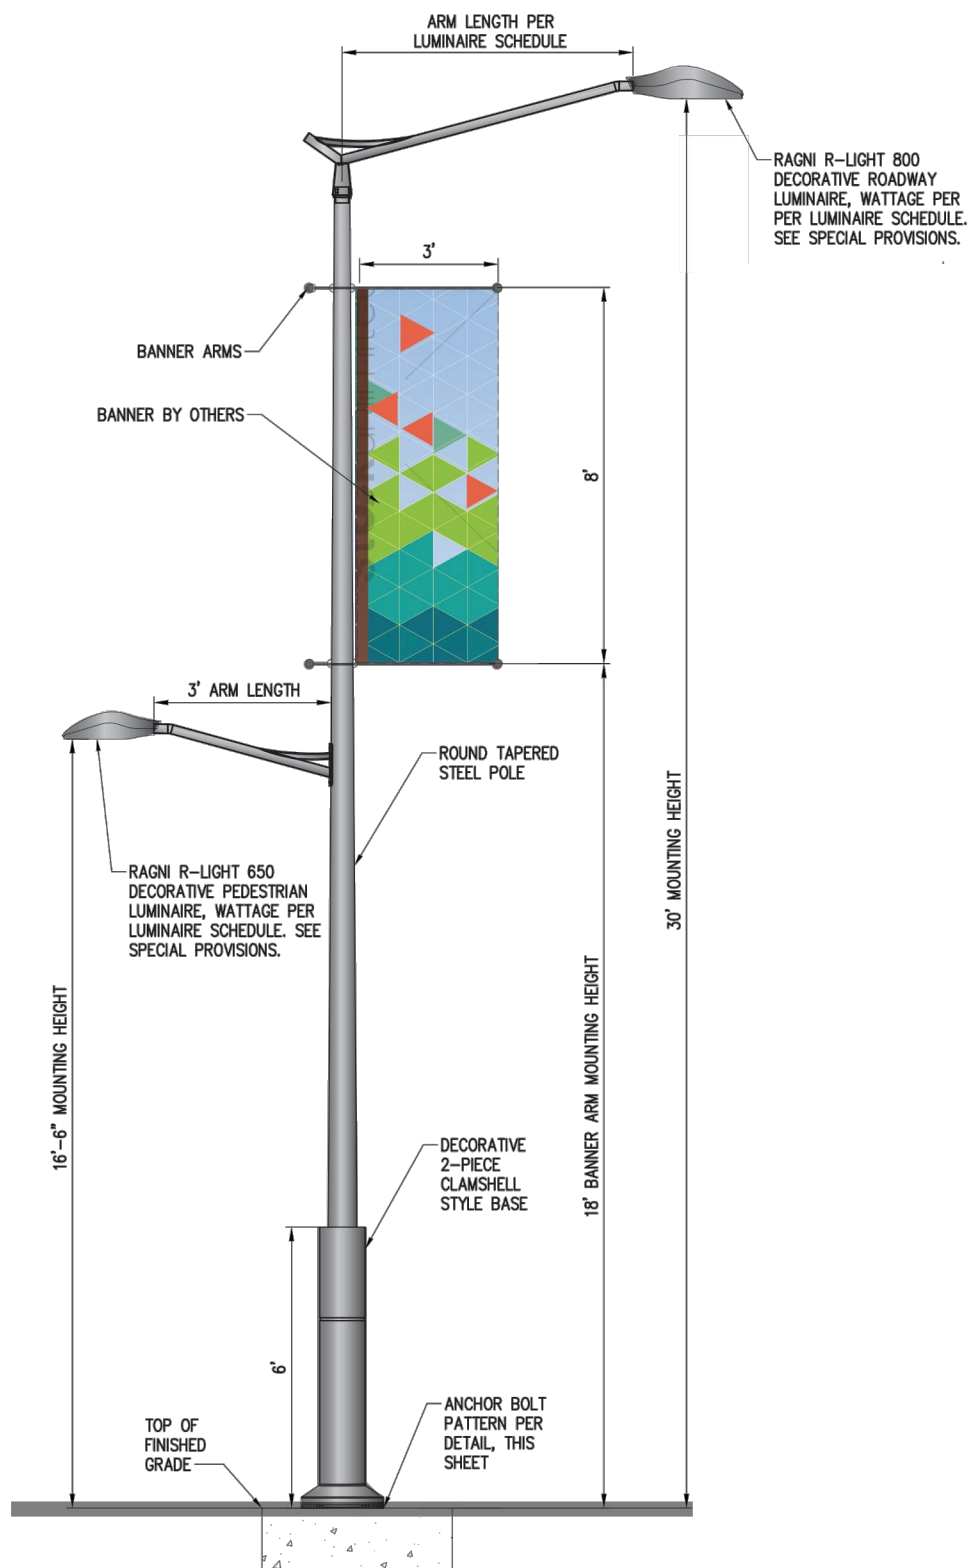 ARM LENGTH PER
LUMINAIRE SCHEDULE
RAGNI R-LIGHT 800
DECORATIVE ROADWAY
LUMINAIRE, WATTAGE PER
PER LUMINAIRE SCHEDULE.
SEE SPECIAL PROVISIONS.
3'
BANNER ARMS
BANNER BY OTHERS
8'
3' ARM LENGTH
ROUND TAPERED
STEEL POLE
30' MOUNTING HEIGHT
RAGNI R-LIGHT 650
DECORATIVE PEDESTRIAN
LUMINAIRE, WATTAGE PER
LUMINAIRE SCHEDULE. SEE
SPECIAL PROVISIONS.
16'-6" MOUNTING HEIGHT
18' BANNER ARM MOUNTING HEIGHT
DECORATIVE
2-PIECE
CLAMSHELL
STYLE BASE
6'
ANCHOR BOLT
PATTERN PER
DETAIL, THIS
SHEET
TOP OF
FINISHED
GRADE